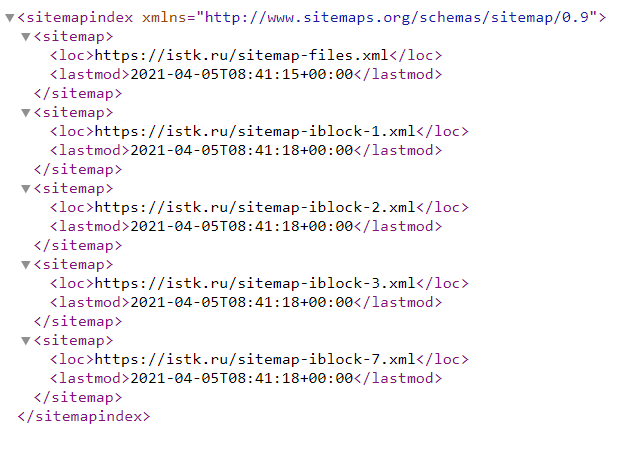 <sitemapindex xmlns="http://www.sitemaps.org/schemas/sitemap/0.9">
<sitemap>
<loc>https://istk.ru/sitemap-files.xml</loc>
<lastmod>2021-04-05T08:41:15+00:00</lastmod>
</sitemap>
<sitemap>
<loc>https://istk.ru/sitemap-iblock-1.xml</loc>
<lastmod>2021-04-05T08:41:18+00:00</lastmod>
</sitemap>
<sitemap>
<loc>https://istk.ru/sitemap-iblock-2.xml</loc>
<lastmod>2021-04-05T08:41:18+00:00</lastmod>
</sitemap>
<sitemap>
<loc>https://istk.ru/sitemap-iblock-3.xml</loc>
<lastmod>2021-04-05T08:41:18+00:00</lastmod>
</sitemap>
<sitemap>
<loc>https://istk.ru/sitemap-iblock-7.xml</loc>
<lastmod>2021-04-05T08:41:18+00:00</lastmod>
</sitemap>
</sitemapindex>